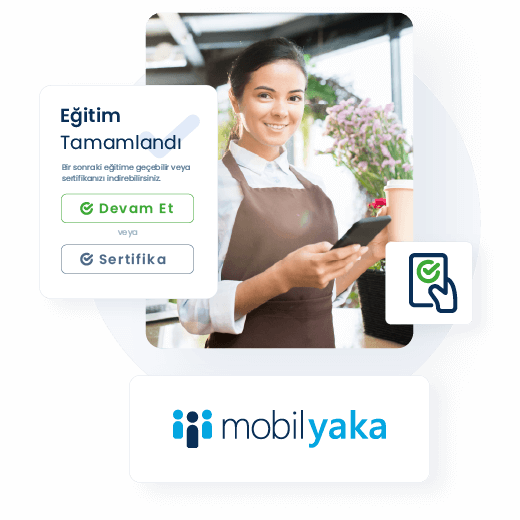 Eğitim
Tamamlandı
Bir sonraki eğitime geçebilir veya
sertifikanızı indirebilirsiniz.
Devam Et
veya
Sertifika
mobilyaka